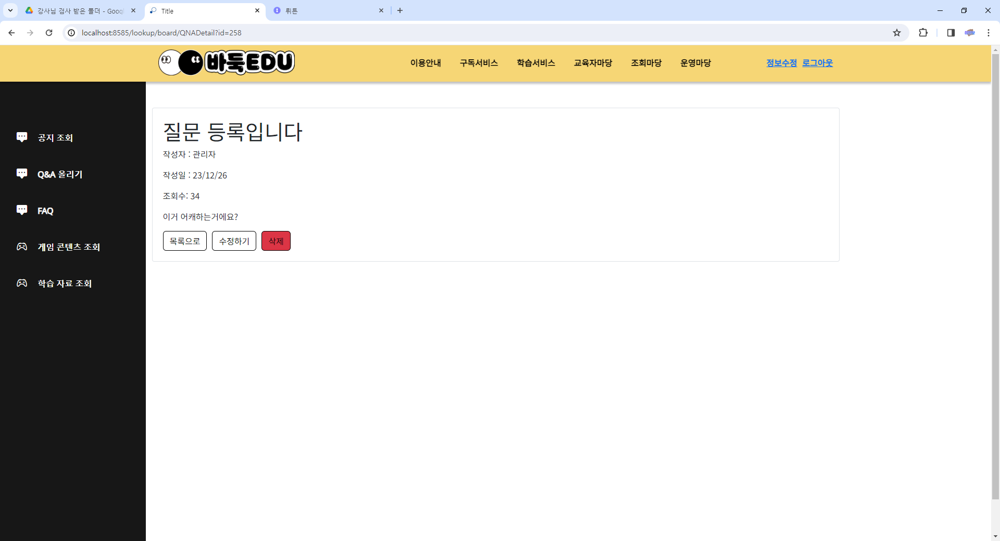 강사님 검사 받은 폴더 - Goog
Title
뤼튼
localhost:8585/lookup/board/QNADetail?id=258
바둑EDU
이용안내 구독서비스 학습서비스 교육자마당 조회마당 운영마당 정보수정 로그아웃
공지 조회
Q&A 올리기
FAQ
게임 콘텐츠 조회
학습 자료 조회
질문 등록입니다
작성자 : 관리자
작성일 : 23/12/26
조회수: 34
이거 어캐하는거에요?
목록으로 수정하기 삭제